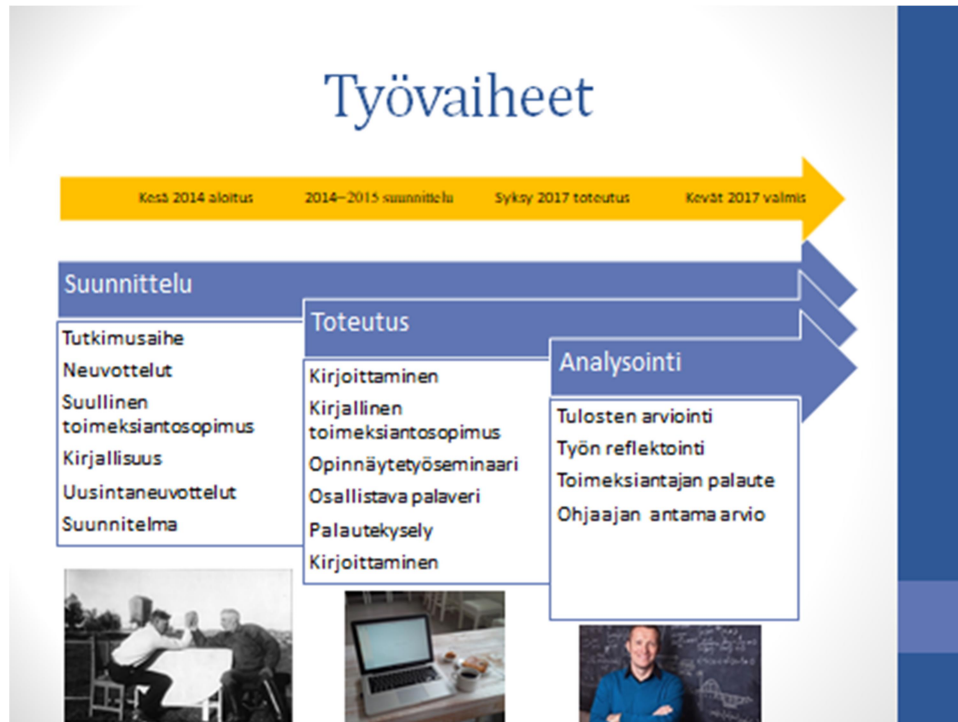 Työvaiheet
Kesä 2014 aloitus
2014–2015 suunnittelu
Syksy 2017 toteutus
Kevät 2017 valmis
Suunnittelu
Tutkimusaihe
Neuvottelut
Suullinen
toimeksiantosopimus
Kirjallisuus
Uusintaneuvottelut
Suunnitelma
Toteutus
Kirjoittaminen
Kirjallinen
toimeksiantosopimus
Opinnäytetyöseminaari
Osallistava palaveri
Palautekysely
Kirjoittaminen
Analysointi
Tulosten arviointi
Työn reflektointi
Toimeksiantajan palaute
Ohjaajan antama arvio